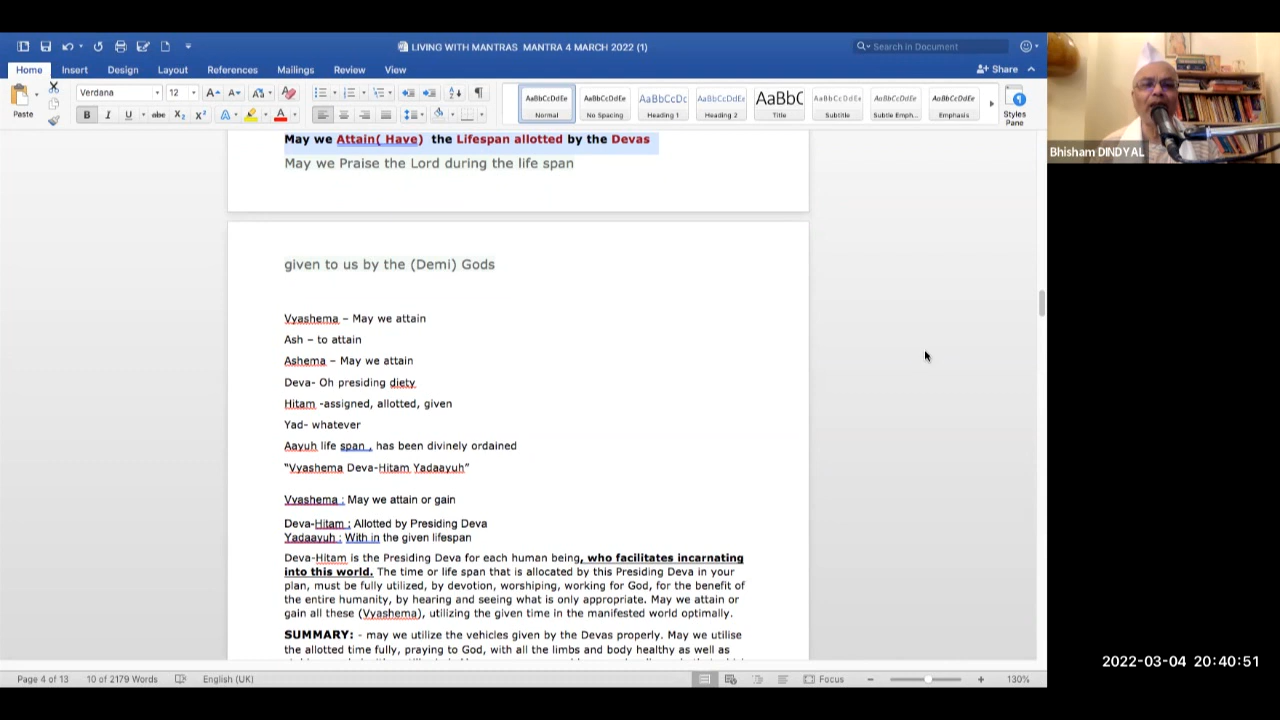 LIVING WITH MANTRAS MANTRA 4 MARCH 2022 (1)
Search in Document
Home Insert Design Layout References Mailings Review View
Share
Verdana 12
Paste
AaBbCcDdEe AaBbCcDdEe AaBbCcDc AaBbCcDdEe AaBbC AaBbCcDdEe AaBbCcDdEe AaBbCcDdEe
Normal No Spacing Heading 1 Heading 2 Title Subtitle Subtle Emph... Emphasis
Styles
Pane
Bhisham DINDYAL
May we Attain( Have) the Lifespan allotted by the Devas
May we Praise the Lord during the life span
given to us by the (Demi) Gods
Vyashema – May we attain
Ash – to attain
Ashema – May we attain
Deva- Oh presiding diety
Hitam -assigned, allotted, given
Yad- whatever
Aayuh life span , has been divinely ordained
“Vyashema Deva-Hitam Yadaayuh”
Vyashema : May we attain or gain
Deva-Hitam : Allotted by Presiding Deva
Yadaayuh : With in the given lifespan
Deva-Hitam is the Presiding Deva for each human being, who facilitates incarnating
into this world. The time or life span that is allocated by this Presiding Deva in your
plan, must be fully utilized, by devotion, worshiping, working for God, for the benefit of
the entire humanity, by hearing and seeing what is only appropriate. May we attain or
gain all these (Vyashema), utilizing the given time in the manifested world optimally.
SUMMARY: - may we utilize the vehicles given by the Devas properly. May we utilise
the allotted time fully, praying to God, with all the limbs and body healthy as well as
2022-03-04 20:40:51
Page 4 of 13 10 of 2179 Words English (UK) Focus 130%